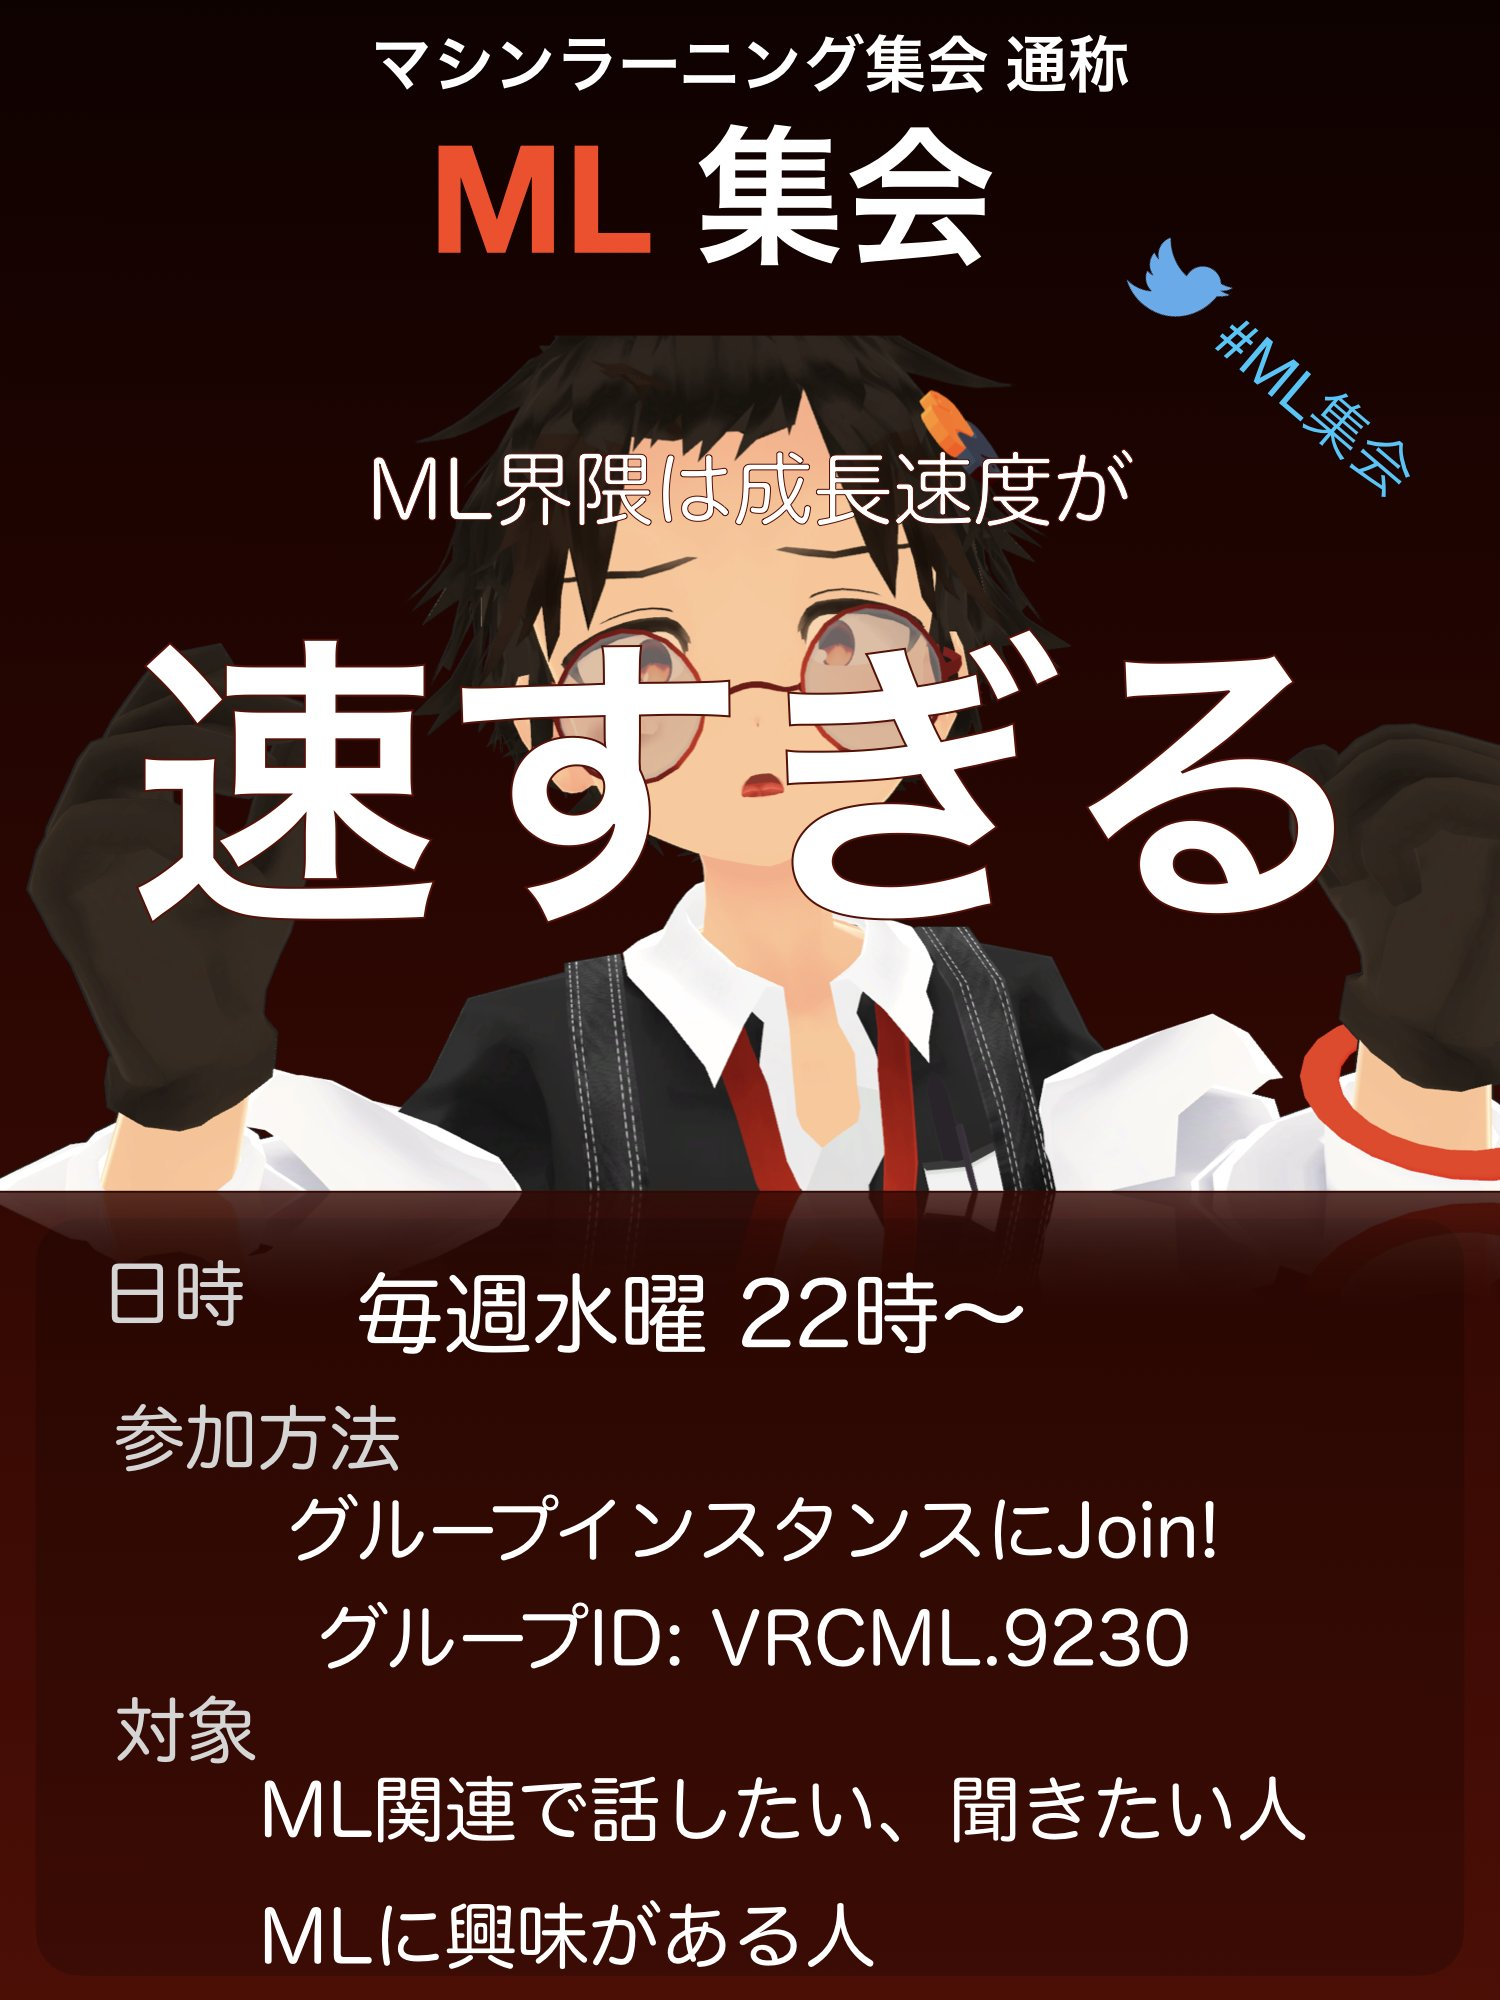 マシンラーニング集会 通称
ML 集会
#ML集会
ML界隈は成長速度が
速すぎる
日時 毎週水曜 22時～
参加方法
グループインスタンスにJoin!
グループID: VRCML.9230
対象
ML関連で話したい、聞きたい人
MLに興味がある人